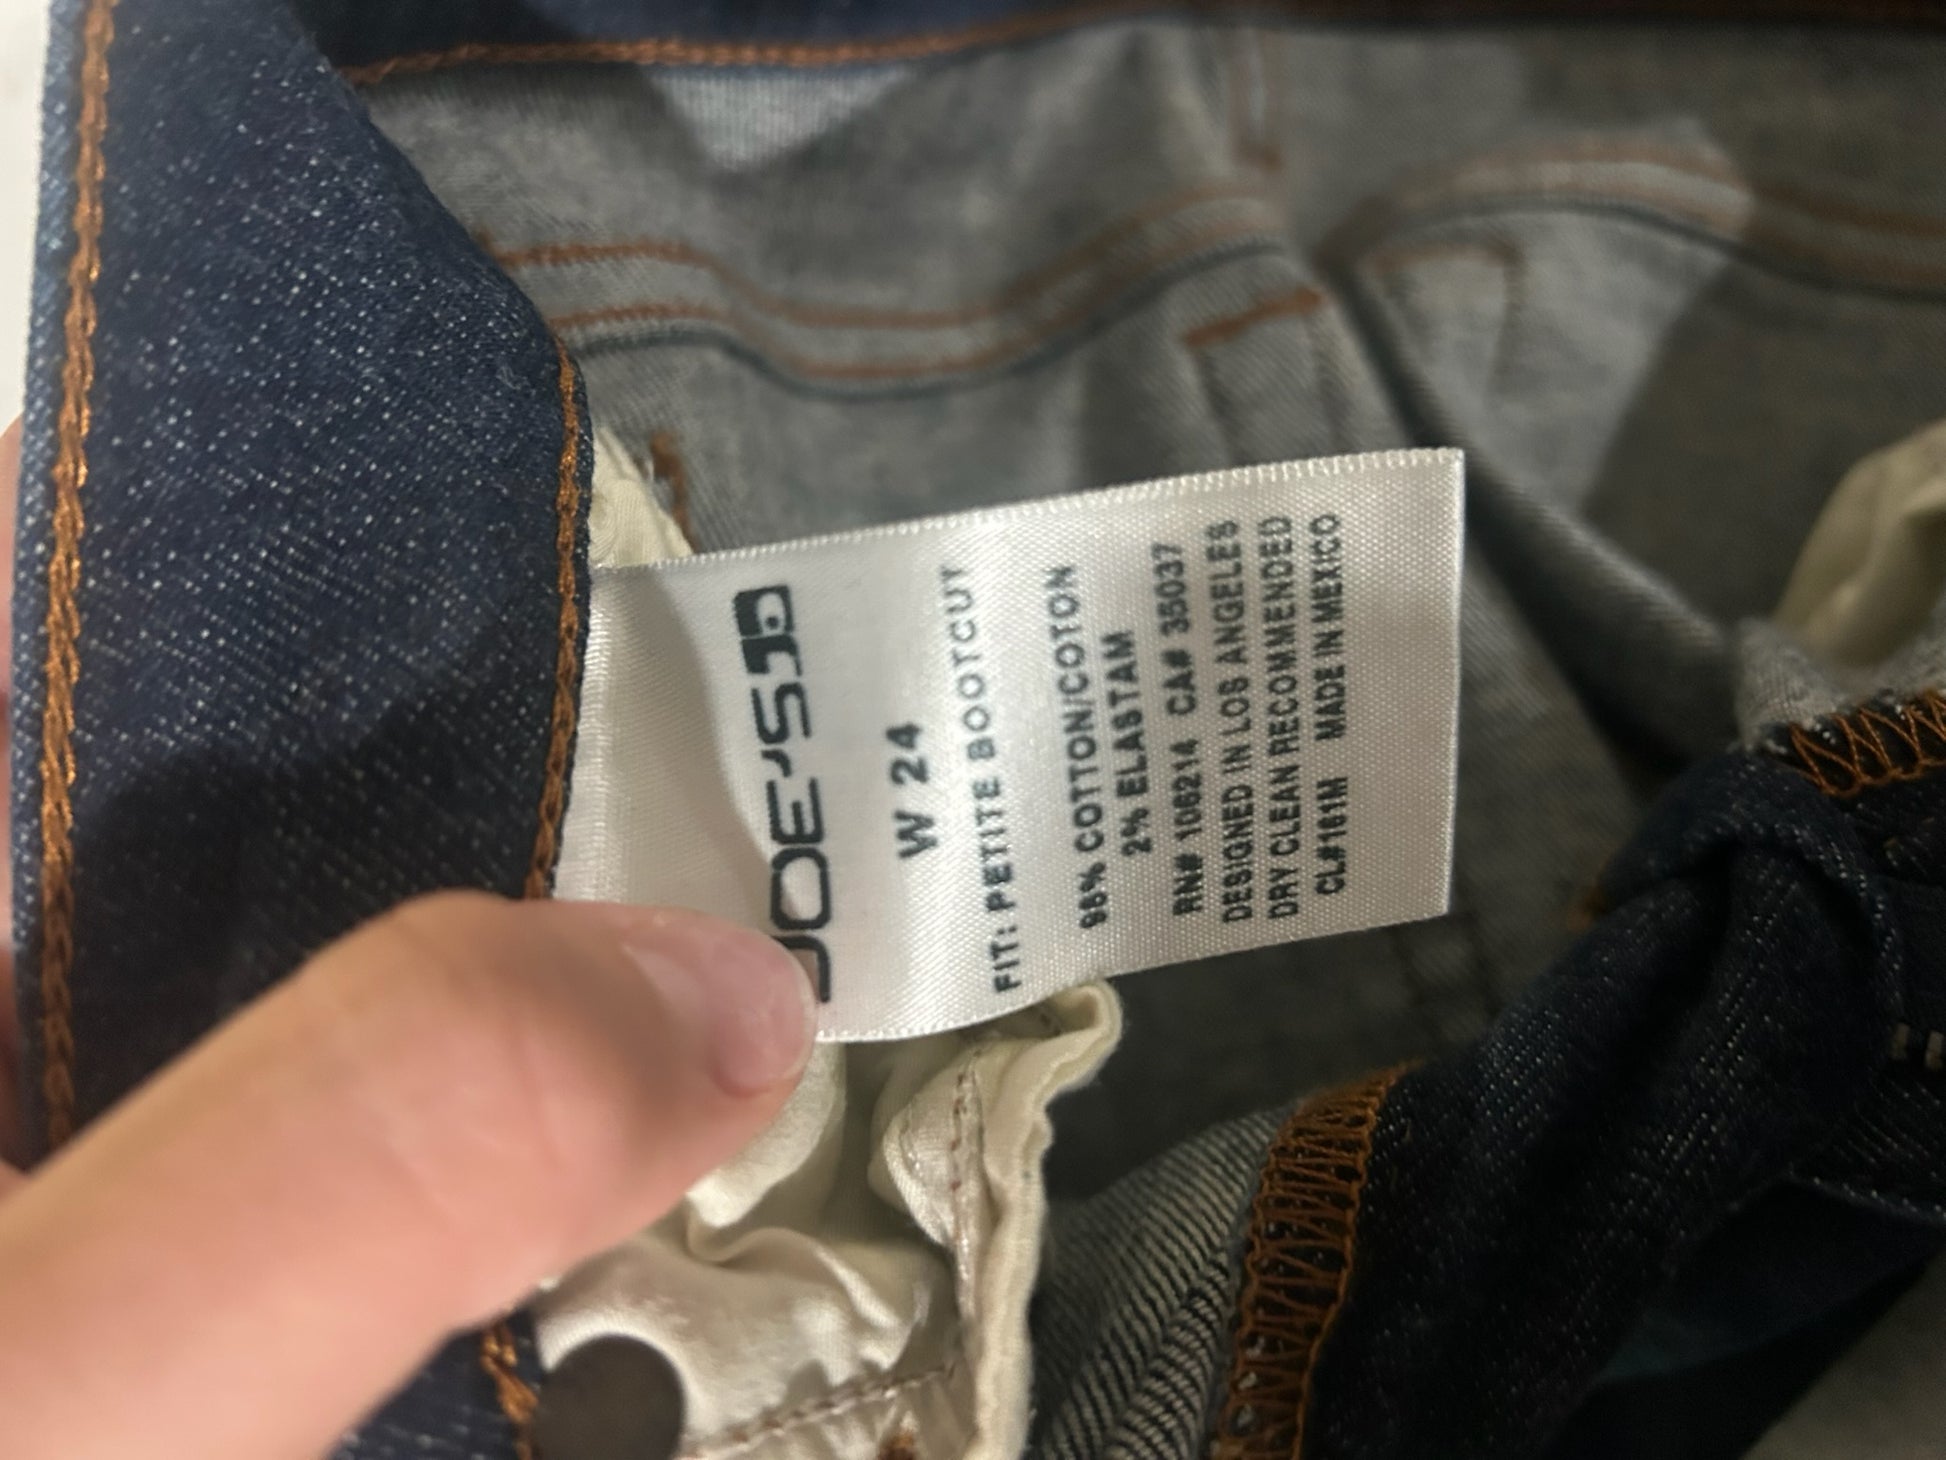 JOE'S
W 24
FIT: PETITE BOOTCUT
98% COTTON/COTON
2% ELASTAM
RN# 106214 CA# 35037
DESIGNED IN LOS ANGELES
DRY CLEAN RECOMMENDED
CL#161M MADE IN MEXICO